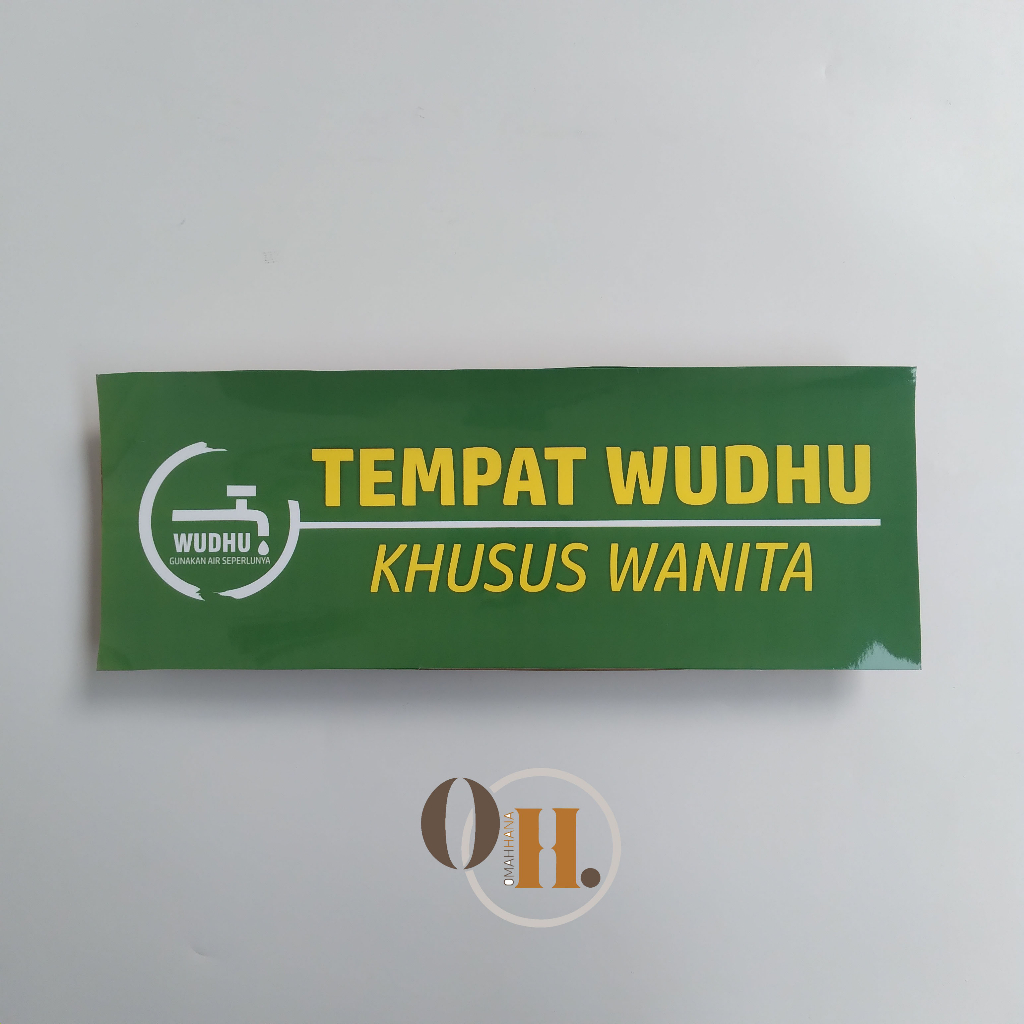 TEMPAT WUDHU
KHUSUS WANITA
WUDHU
GUNAKAN AIR SEPERLUNYA
OH.
OMAHHANA